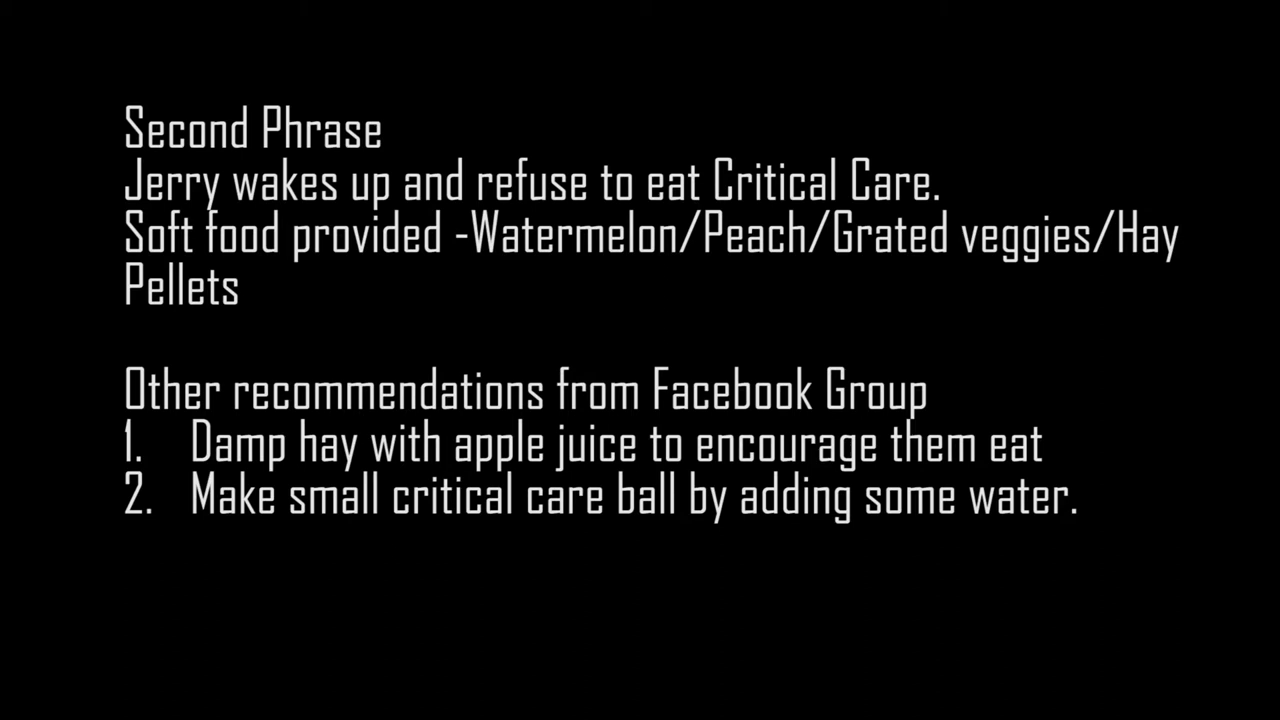 Second Phrase
Jerry wakes up and refuse to eat Critical Care.
Soft food provided -Watermelon/Peach/Grated veggies/Hay
Pellets
Other recommendations from Facebook Group
1. Damp hay with apple juice to encourage them eat
2. Make small critical care ball by adding some water.